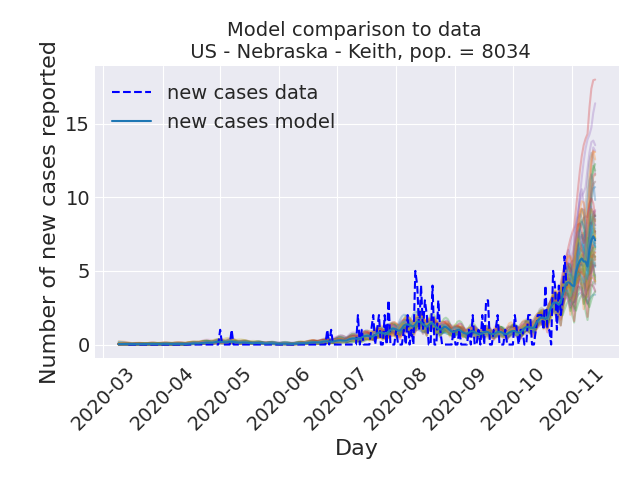 Model comparison to data
US - Nebraska - Keith, pop. = 8034
Number of new cases reported
new cases data
new cases model
15
10
5
0
2020-03
2020-04
2020-05
2020-06
2020-07
2020-08
2020-09
2020-10
2020-11
Day